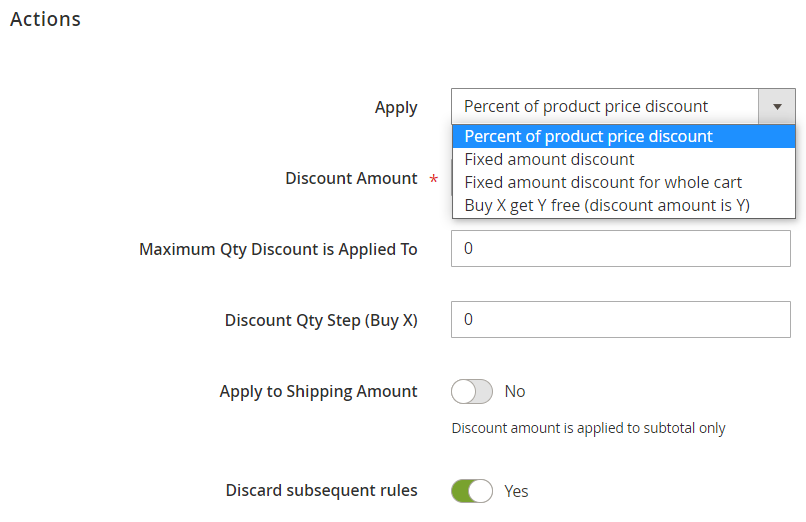 Actions
Apply
Percent of product price discount
Percent of product price discount
Fixed amount discount
Discount Amount *
Fixed amount discount for whole cart
Buy X get Y free (discount amount is Y)
Maximum Qty Discount is Applied To
0
Discount Qty Step (Buy X)
0
Apply to Shipping Amount
No
Discount amount is applied to subtotal only
Discard subsequent rules
Yes